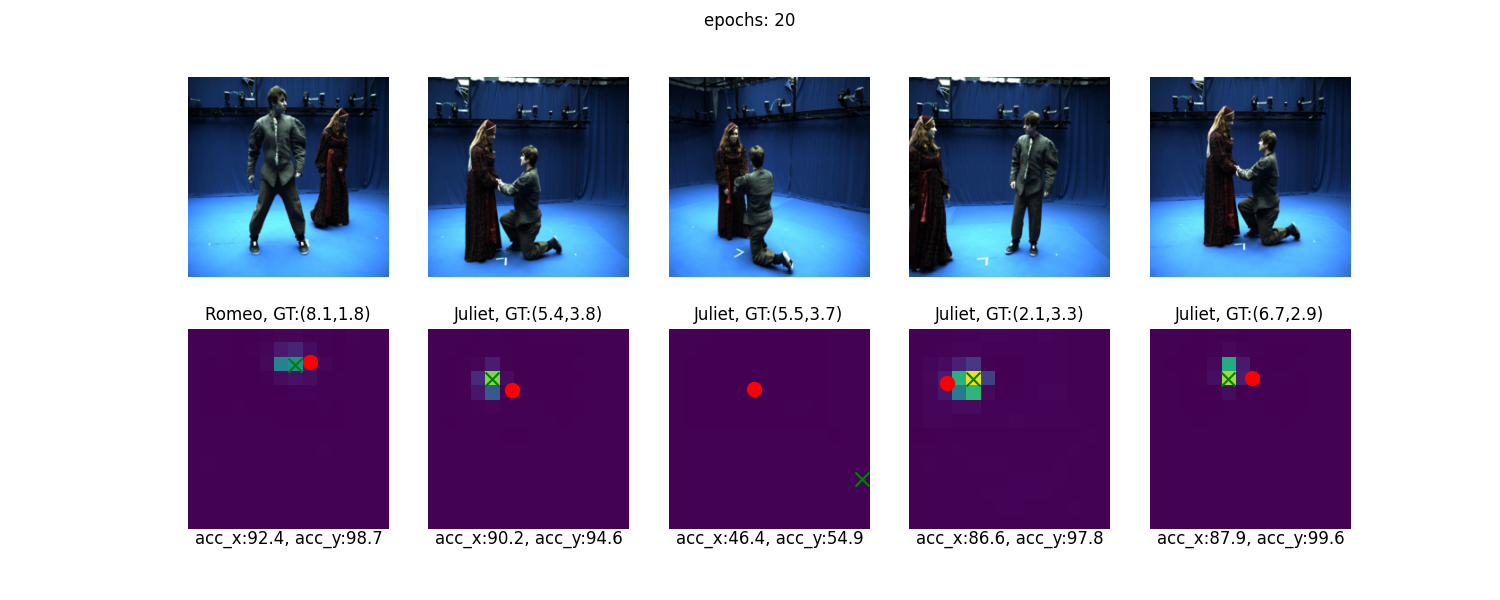 epochs: 20
Romeo, GT:(8.1,1.8)
Juliet, GT:(5.4,3.8)
Juliet, GT:(5.5,3.7)
Juliet, GT:(2.1,3.3)
Juliet, GT:(6.7,2.9)
acc_x:92.4, acc_y:98.7
acc_x:90.2, acc_y:94.6
acc_x:46.4, acc_y:54.9
acc_x:86.6, acc_y:97.8
acc_x:87.9, acc_y:99.6